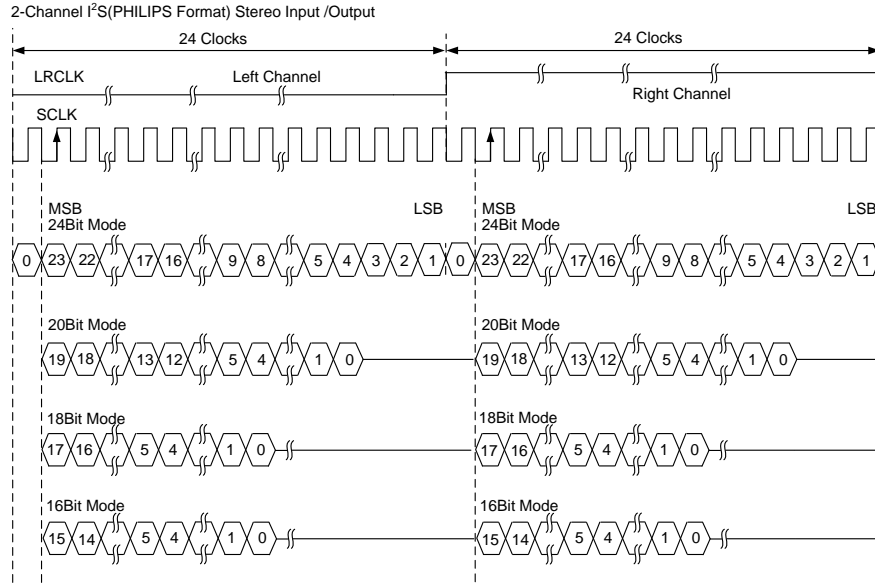 2-Channel I²S(PHILIPS Format) Stereo Input /Output
24 Clocks 24 Clocks
LRCLK Left Channel
Right Channel
SCLK
MSB LSB MSB LSB
24Bit Mode 24Bit Mode
0 23 22 17 16 9 8 5 4 3 2 1 0 23 22 17 16 9 8 5 4 3 2 1
20Bit Mode 20Bit Mode
19 18 13 12 5 4 1 0 19 18 13 12 5 4 1 0
18Bit Mode 18Bit Mode
17 16 5 4 1 0 17 16 5 4 1 0
16Bit Mode 16Bit Mode
15 14 5 4 1 0 15 14 5 4 1 0